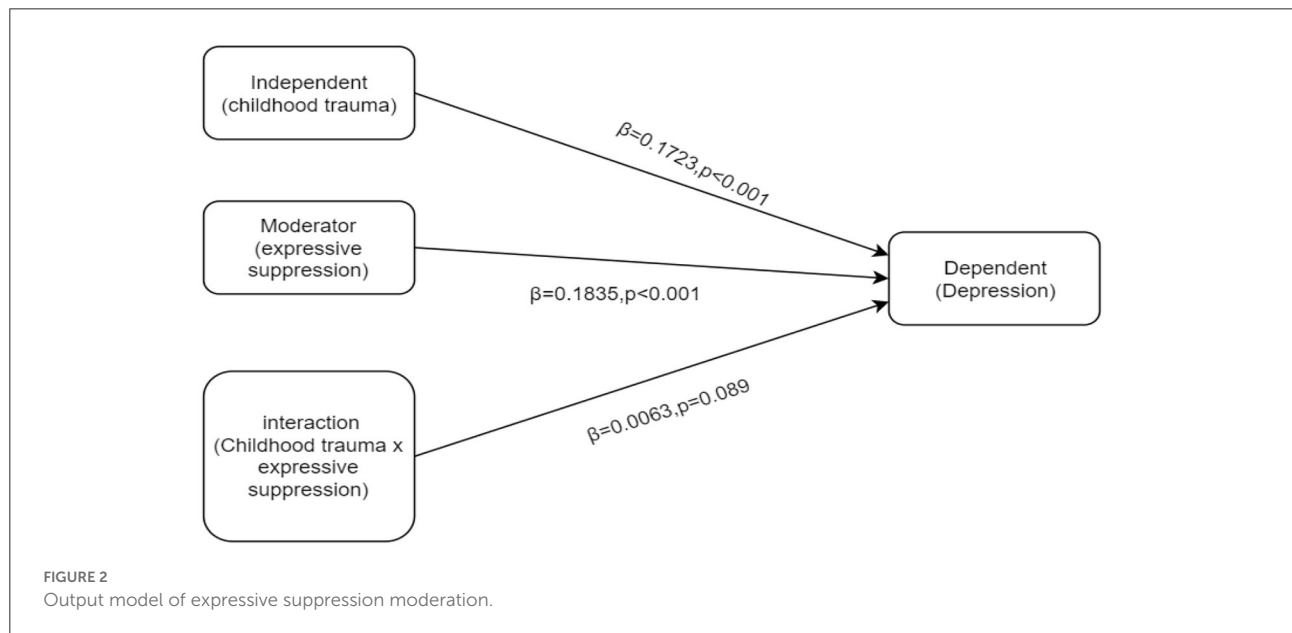 Independent
(childhood trauma)
β=0.1723,p<0.001
Moderator
(expressive
suppression)
β=0.1835,p<0.001
Dependent
(Depression)
interaction
(Childhood trauma x
expressive
suppression)
β=0.0063,p=0.089
FIGURE 2
Output model of expressive suppression moderation.